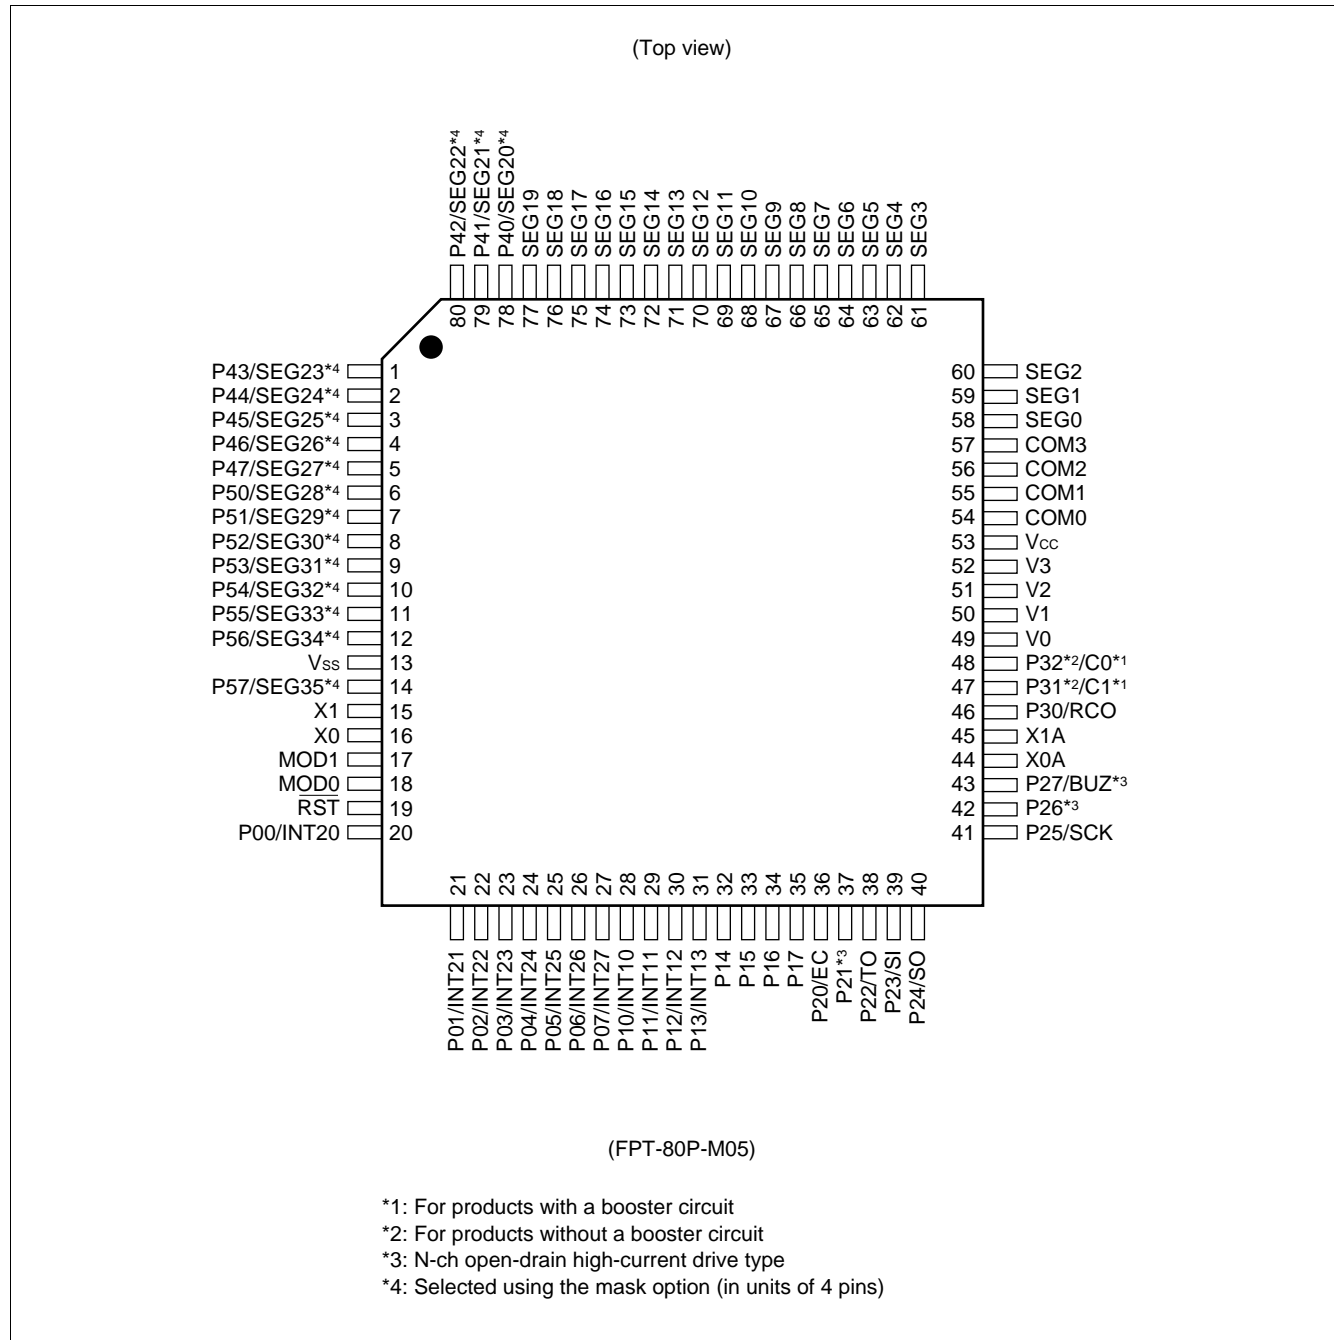 (Top view)
P42/SEG22*4
P41/SEG21*4
P40/SEG20*4
SEG19
SEG18
SEG17
SEG16
SEG15
SEG14
SEG13
SEG12
SEG11
SEG10
SEG9
SEG8
SEG7
SEG6
SEG5
SEG4
SEG3
80
79
78
77
76
75
74
73
72
71
70
69
68
67
66
65
64
63
62
61
P43/SEG23*4 1
P44/SEG24*4 2
P45/SEG25*4 3
P46/SEG26*4 4
P47/SEG27*4 5
P50/SEG28*4 6
P51/SEG29*4 7
P52/SEG30*4 8
P53/SEG31*4 9
P54/SEG32*4 10
P55/SEG33*4 11
P56/SEG34*4 12
VSS 13
P57/SEG35*4 14
X1 15
X0 16
MOD1 17
MOD0 18
R̅S̅T̅ 19
P00/INT20 20
60 SEG2
59 SEG1
58 SEG0
57 COM3
56 COM2
55 COM1
54 COM0
53 VCC
52 V3
51 V2
50 V1
49 V0
48 P32*2/C0*1
47 P31*2/C1*1
46 P30/RCO
45 X1A
44 X0A
43 P27/BUZ*3
42 P26*3
41 P25/SCK
21
22
23
24
25
26
27
28
29
30
31
32
33
34
35
36
37
38
39
40
P01/INT21
P02/INT22
P03/INT23
P04/INT24
P05/INT25
P06/INT26
P07/INT27
P10/INT10
P11/INT11
P12/INT12
P13/INT13
P14
P15
P16
P17
P20/EC
P21*3
P22/TO
P23/SI
P24/SO
(FPT-80P-M05)
*1: For products with a booster circuit
*2: For products without a booster circuit
*3: N-ch open-drain high-current drive type
*4: Selected using the mask option (in units of 4 pins)